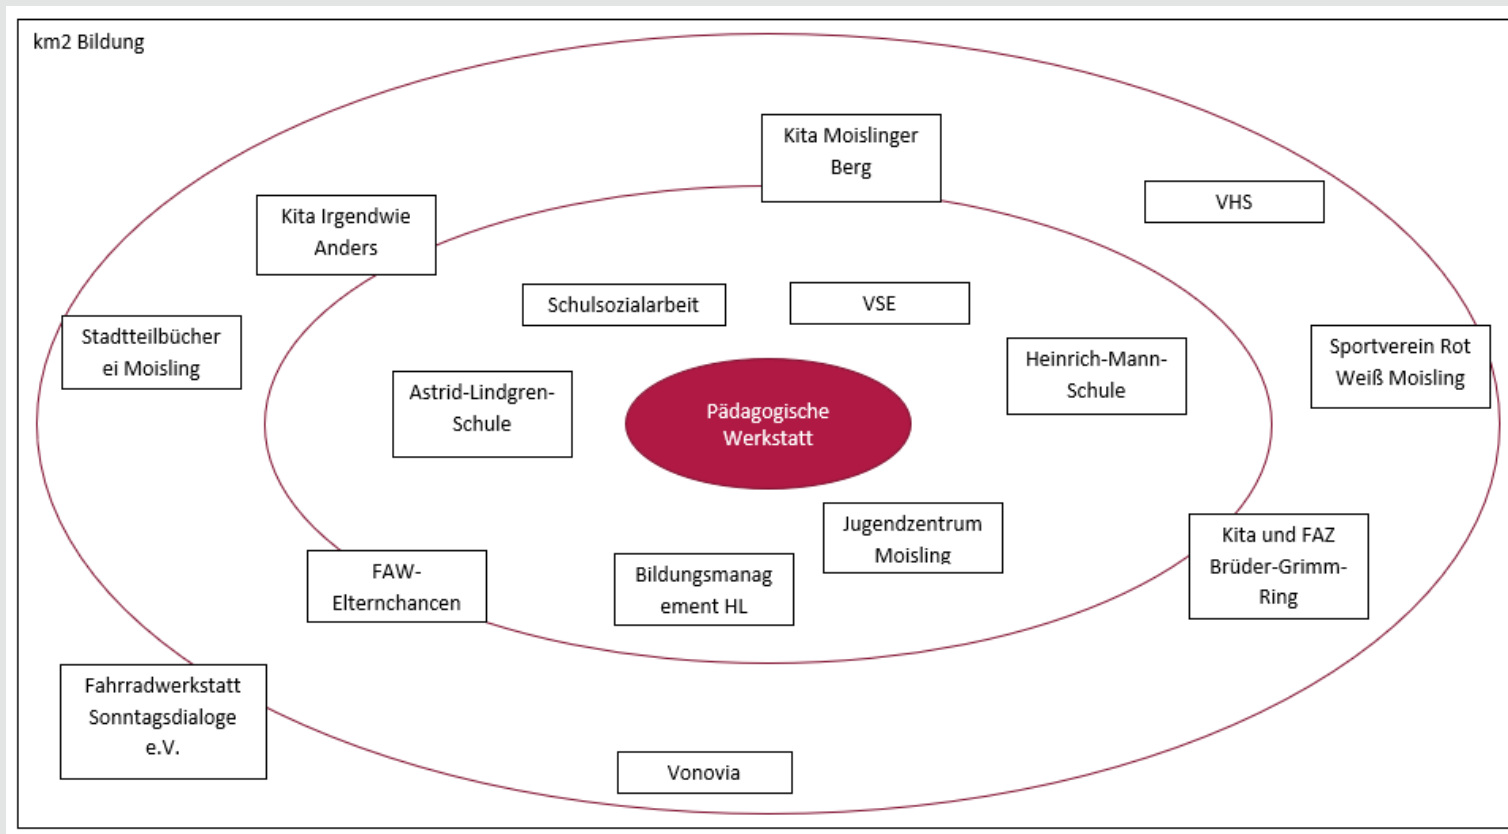 km2 Bildung
Kita Moislinger
Berg
VHS
Kita Irgendwie
Anders
Schulsozialarbeit
VSE
Stadtteilbücher
ei Moisling
Sportverein Rot
Weiß Moisling
Heinrich-Mann-
Schule
Astrid-Lindgren-
Schule
Pädagogische
Werkstatt
Jugendzentrum
Moisling
Kita und FAZ
Brüder-Grimm-
Ring
FAW-
Elternchancen
Bildungsmanag
ement HL
Fahrradwerkstatt
Sonntagsdialoge
e.V.
Vonovia